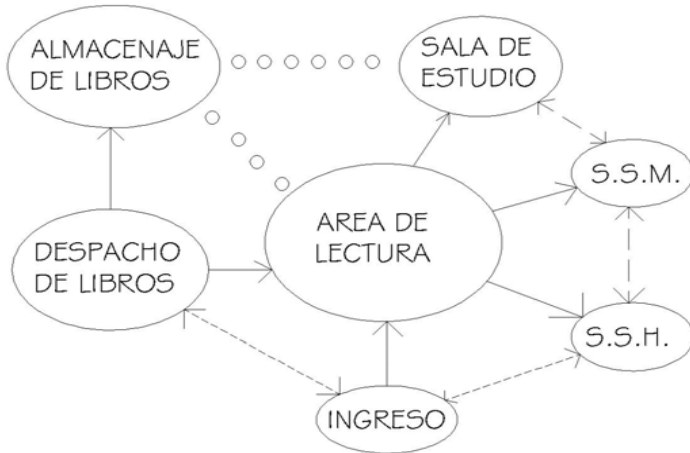 ALMACENAJE
DE LIBROS
SALA DE
ESTUDIO
S.S.M.
AREA DE
LECTURA
DESPACHO
DE LIBROS
S.S.H.
INGRESO